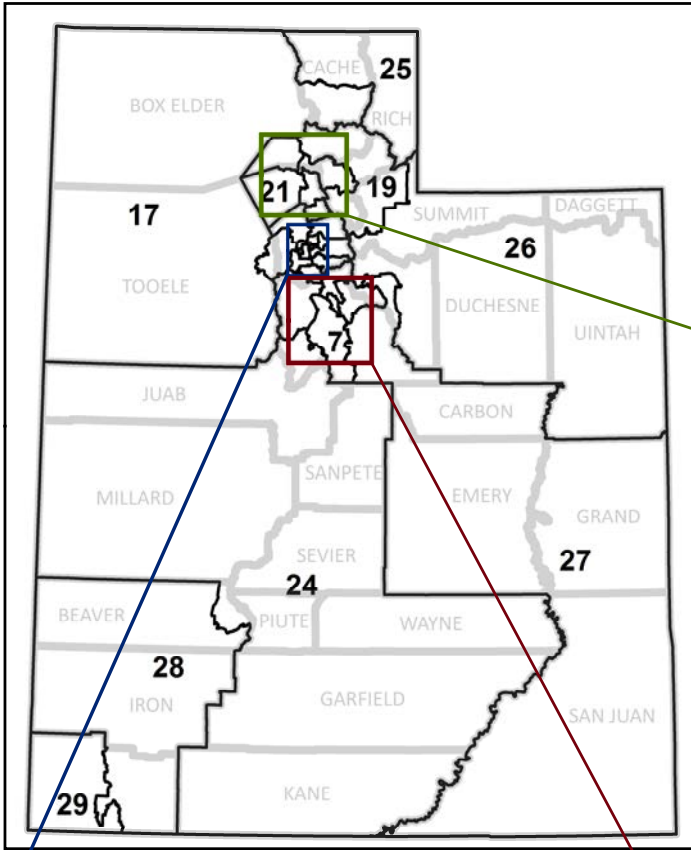 CACHE
25
BOX ELDER
RICH
21
19
17
SUMMIT
DAGGETT
26
TOOELE
DUCHESNE
UINTAH
7
JUAB
CARBON
SANPETE
MILLARD
EMERY
GRAND
SEVIER
27
24
BEAVER
PIUTE
WAYNE
28
IRON
GARFIELD
SAN JUAN
KANE
29